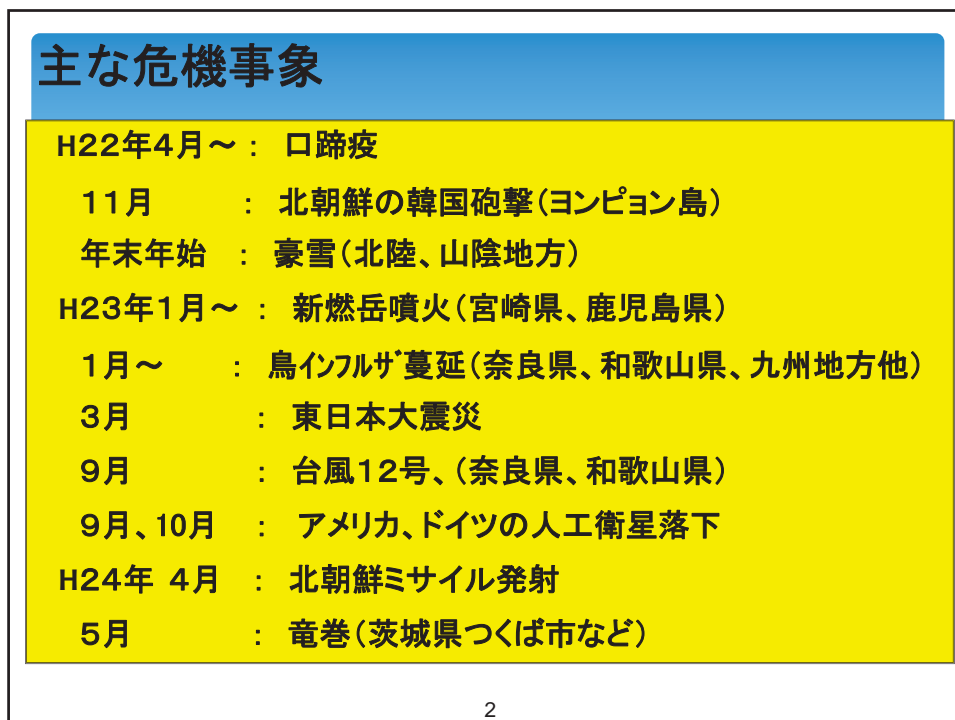 主な危機事象
H２２年４月～ ： 口蹄疫
１１月 ： 北朝鮮の韓国砲撃（ヨンピョン島）
年末年始 ： 豪雪（北陸、山陰地方）
H２３年１月～ ： 新燃岳噴火（宮崎県、鹿児島県）
１月～ ： 鳥ｲﾝﾌﾙｻﾞ蔓延（奈良県、和歌山県、九州地方他）
３月 ： 東日本大震災
９月 ： 台風１２号、（奈良県、和歌山県）
９月、10月 ： アメリカ、ドイツの人工衛星落下
H２４年 ４月 ： 北朝鮮ミサイル発射
５月 ： 竜巻（茨城県つくば市など）
2